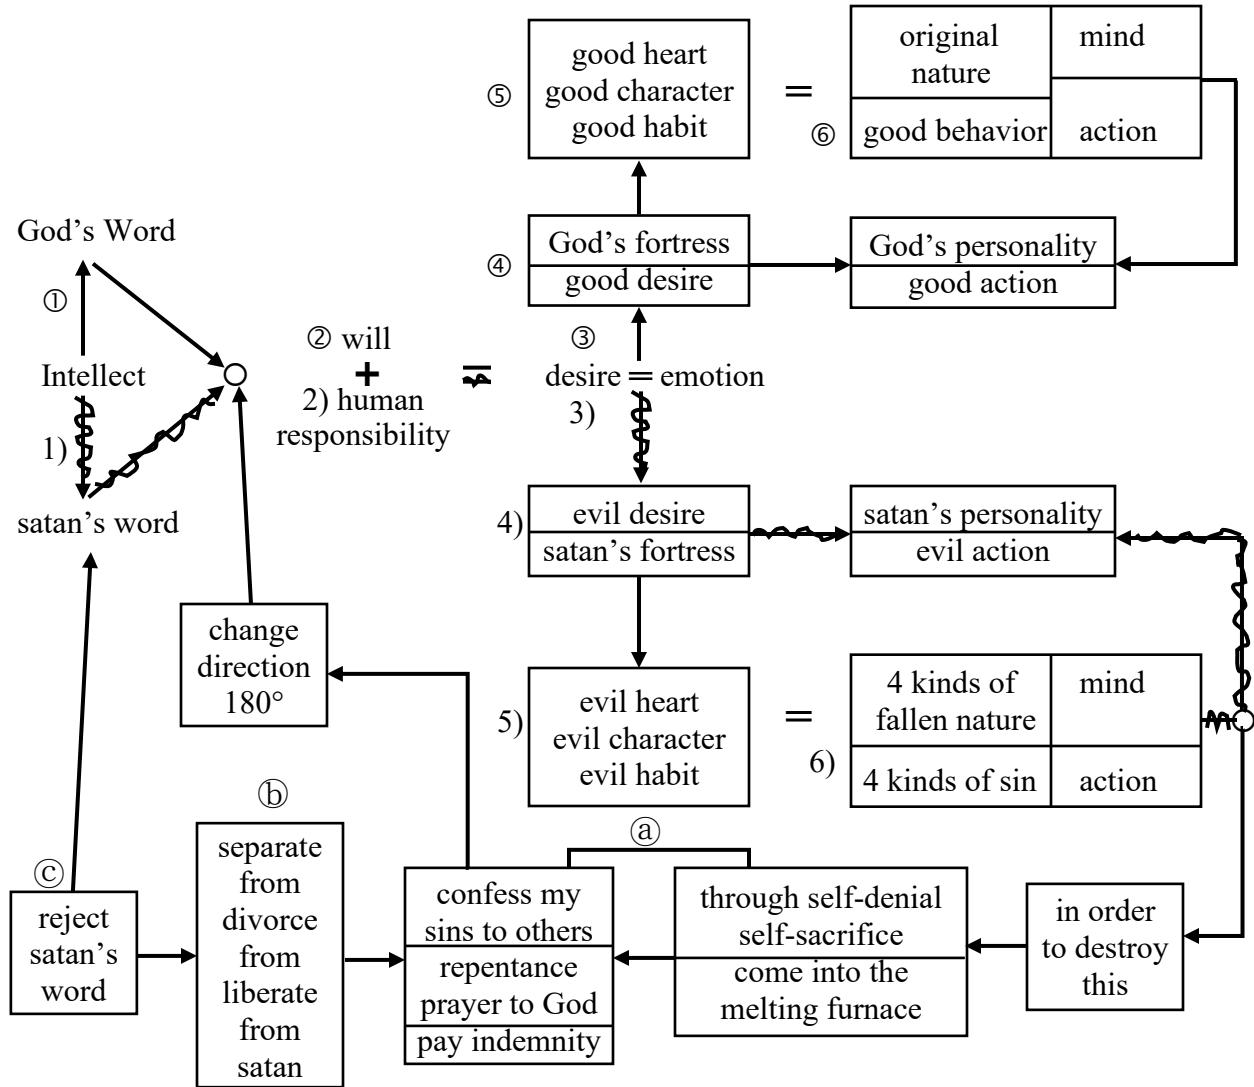 good heart
good character
good habit
⑤
=
original
nature
mind
⑥
good behavior
action
God’s Word
①
Intellect
1)
satan’s word
② will
+
2) human
responsibility
=
④
God’s fortress
good desire
God’s personality
good action
③
desire = emotion
3)
4)
evil desire
satan’s fortress
satan’s personality
evil action
change
direction
180°
5)
evil heart
evil character
evil habit
=
4 kinds of
fallen nature
mind
6)
4 kinds of sin
action
ⓒ
reject
satan’s
word
ⓑ
separate
from
divorce
from
liberate
from
satan
ⓐ
confess my
sins to others
repentance
prayer to God
pay indemnity
through self-denial
self-sacrifice
come into the
melting furnace
in order
to destroy
this